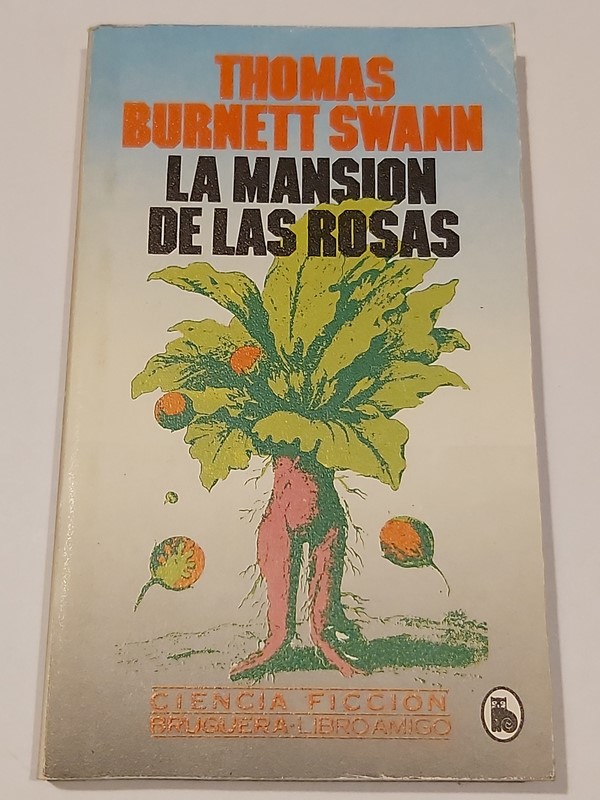 THOMAS
BURNETT SWANN
LA MANSION
DE LAS ROSAS
CIENCIA FICCION
BRUGUERA-LIBRO AMIGO